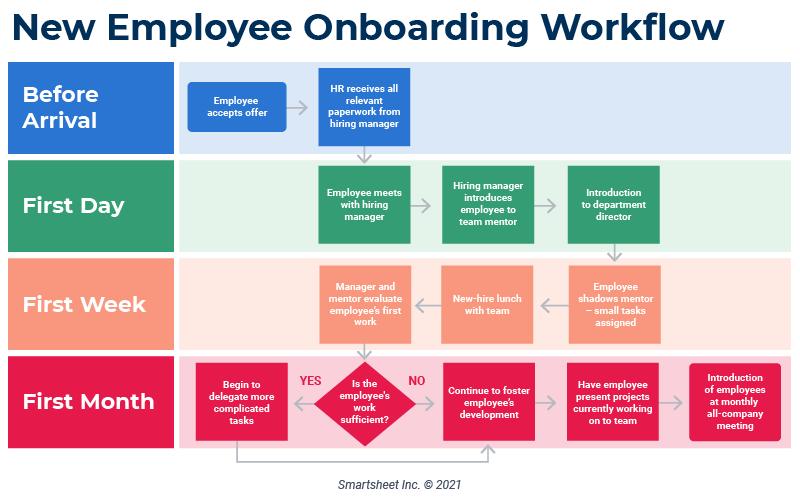 New Employee Onboarding Workflow
Before
Arrival
Employee
accepts offer
HR receives all
relevant
paperwork from
hiring manager
First Day
Employee meets
with hiring
manager
Hiring manager
introduces
employee to
team mentor
Introduction
to department
director
First Week
Manager and
mentor evaluate
employee's first
work
New-hire lunch
with team
Employee
shadows mentor
– small tasks
assigned
First Month
Begin to
delegate more
complicated
tasks
YES
Is the
employee's
work
sufficient?
NO
Continue to foster
employee's
development
Have employee
present projects
currently working
on to team
Introduction
of employees
at monthly
all-company
meeting
Smartsheet Inc. © 2021